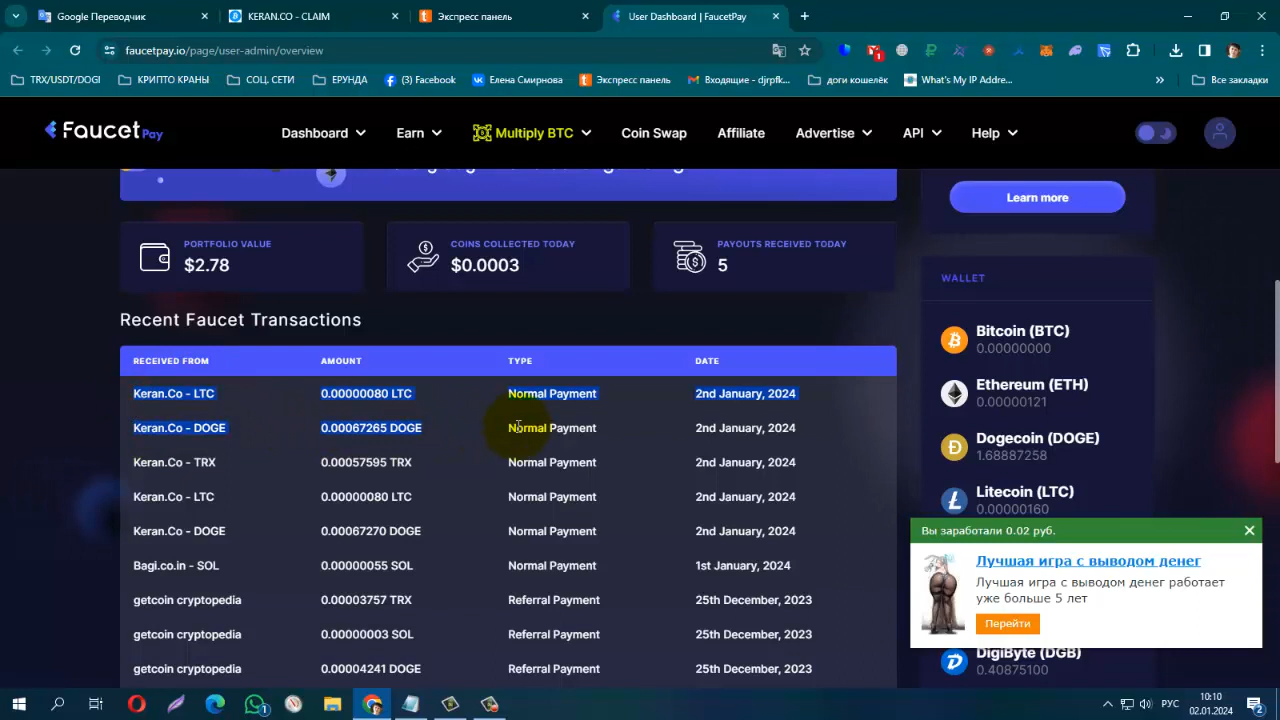 Google Переводчик
KERAN.CO - CLAIM
Экспресс панель
User Dashboard | FaucetPay
faucetpay.io/page/user-admin/overview
1
TRX/USDT/DOGI
КРИПТО КРАНЫ
СОЦ. СЕТИ
ЕРУНДА
(3) Facebook
Елена Смирнова
Экспресс панель
Входящие - djrpfk...
доги кошелёк
What's My IP Addre...
»
Все закладки
Faucet Pay
Dashboard
Earn
Multiply BTC
Coin Swap
Affiliate
Advertise
API
Help
Learn more
PORTFOLIO VALUE
$2.78
COINS COLLECTED TODAY
$0.0003
PAYOUTS RECEIVED TODAY
5
Recent Faucet Transactions
RECEIVED FROM AMOUNT TYPE DATE
Keran.Co - LTC 0.00000080 LTC Normal Payment 2nd January, 2024
Keran.Co - DOGE 0.00067265 DOGE Normal Payment 2nd January, 2024
Keran.Co - TRX 0.00057595 TRX Normal Payment 2nd January, 2024
Keran.Co - LTC 0.00000080 LTC Normal Payment 2nd January, 2024
Keran.Co - DOGE 0.00067270 DOGE Normal Payment 2nd January, 2024
Bagi.co.in - SOL 0.00000055 SOL Normal Payment 1st January, 2024
getcoin cryptopedia 0.00003757 TRX Referral Payment 25th December, 2023
getcoin cryptopedia 0.00000003 SOL Referral Payment 25th December, 2023
getcoin cryptopedia 0.00004241 DOGE Referral Payment 25th December, 2023
WALLET
Bitcoin (BTC)
0.00000000
Ethereum (ETH)
0.00000121
Dogecoin (DOGE)
1.68887258
Litecoin (LTC)
0.00000160
Вы заработали 0.02 руб.
Лучшая игра с выводом денег
Лучшая игра с выводом денег работает
уже больше 5 лет
Перейти
DigiByte (DGB)
0.40875100
1
РУС
10:10
02.01.2024
2